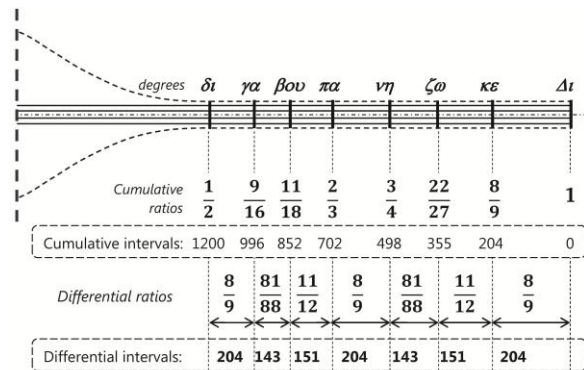 degrees δι γα βου πα νη ζω κε Δι
Cumulative ratios 1/2 9/16 11/18 2/3 3/4 22/27 8/9 1
Cumulative intervals: 1200 996 852 702 498 355 204 0
Differential ratios 8/9 81/88 11/12 8/9 81/88 11/12 8/9
Differential intervals: 204 143 151 204 143 151 204